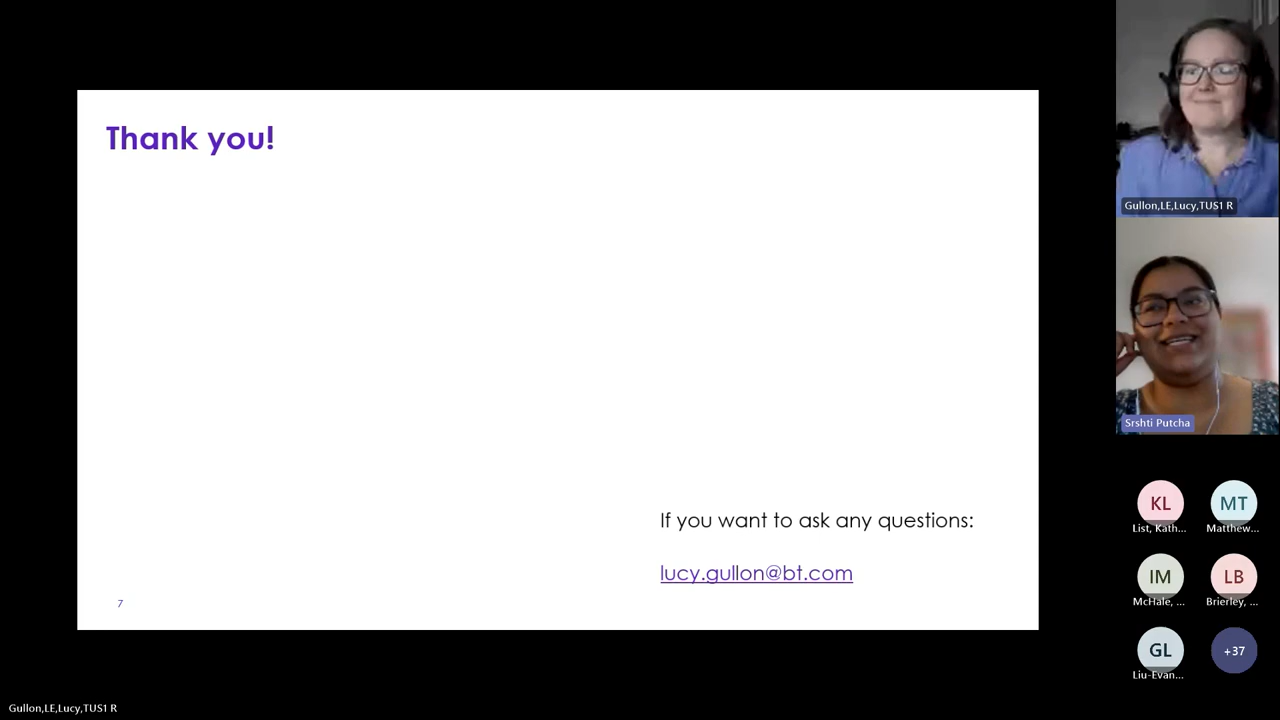 Thank you!
If you want to ask any questions:
lucy.gullon@bt.com
7
Gullon,LE,Lucy,TUS1 R
Srshti Putcha
KL
List, Kath...
MT
Matthew...
IM
McHale, ...
LB
Brierley, ...
GL
Liu-Evan...
+37
Gullon,LE,Lucy,TUS1 R